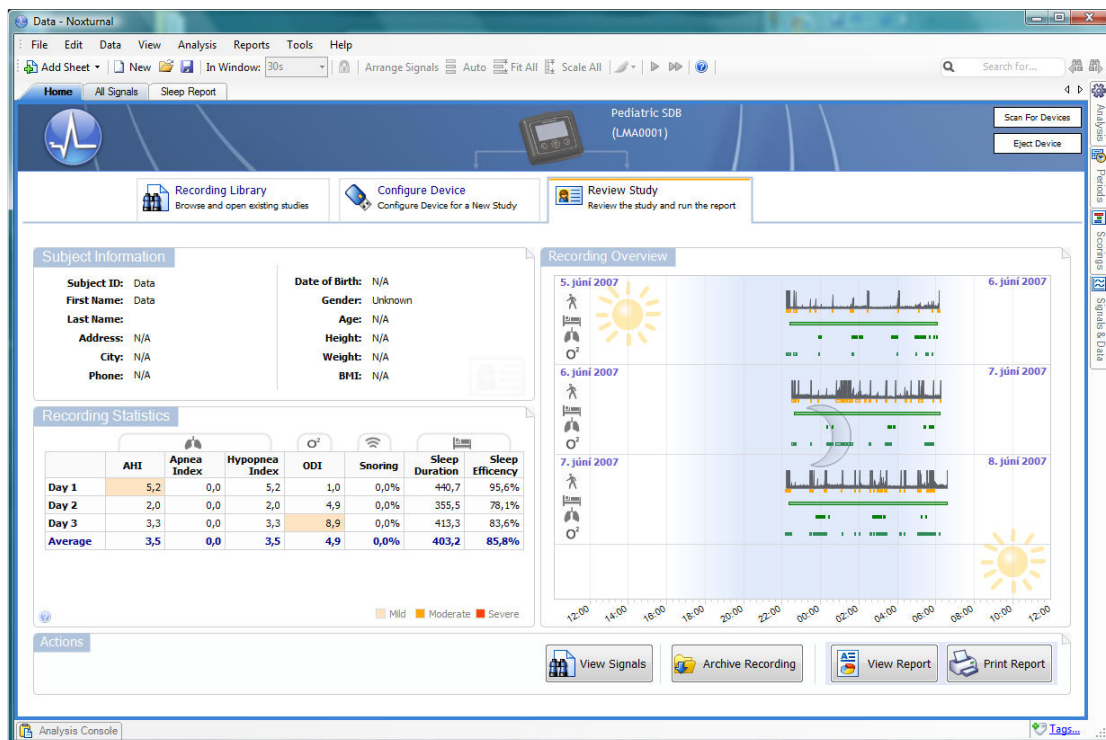 Data - Noxturnal
File Edit Data View Analysis Reports Tools Help
Add Sheet New In Window: 30s Arrange Signals Auto Fit All Scale All Search for...
Home All Signals Sleep Report
Pediatric SDB
(LMA0001)
Scan For Devices
Eject Device
Analysis
Periods
Scorings
Signals & Data
Recording Library
Browse and open existing studies
Configure Device
Configure Device for a New Study
Review Study
Review the study and run the report
Subject Information
Subject ID: Data
First Name: Data
Last Name:
Address: N/A
City: N/A
Phone: N/A
Date of Birth: N/A
Gender: Unknown
Age: N/A
Height: N/A
Weight: N/A
BMI: N/A
Recording Statistics
O²
AHI Apnea Index Hypopnea Index ODI Snoring Sleep Duration Sleep Efficency
Day 1 5,2 0,0 5,2 1,0 0,0% 440,7 95,6%
Day 2 2,0 0,0 2,0 4,9 0,0% 355,5 78,1%
Day 3 3,3 0,0 3,3 8,9 0,0% 413,3 83,6%
Average 3,5 0,0 3,5 4,9 0,0% 403,2 85,8%
Mild Moderate Severe
Recording Overview
5. júní 2007 6. júní 2007
O²
6. júní 2007 7. júní 2007
O²
7. júní 2007 8. júní 2007
O²
12:00 14:00 16:00 18:00 20:00 22:00 00:00 02:00 04:00 06:00 08:00 10:00 12:00
Actions
View Signals Archive Recording View Report Print Report
Analysis Console Tags...